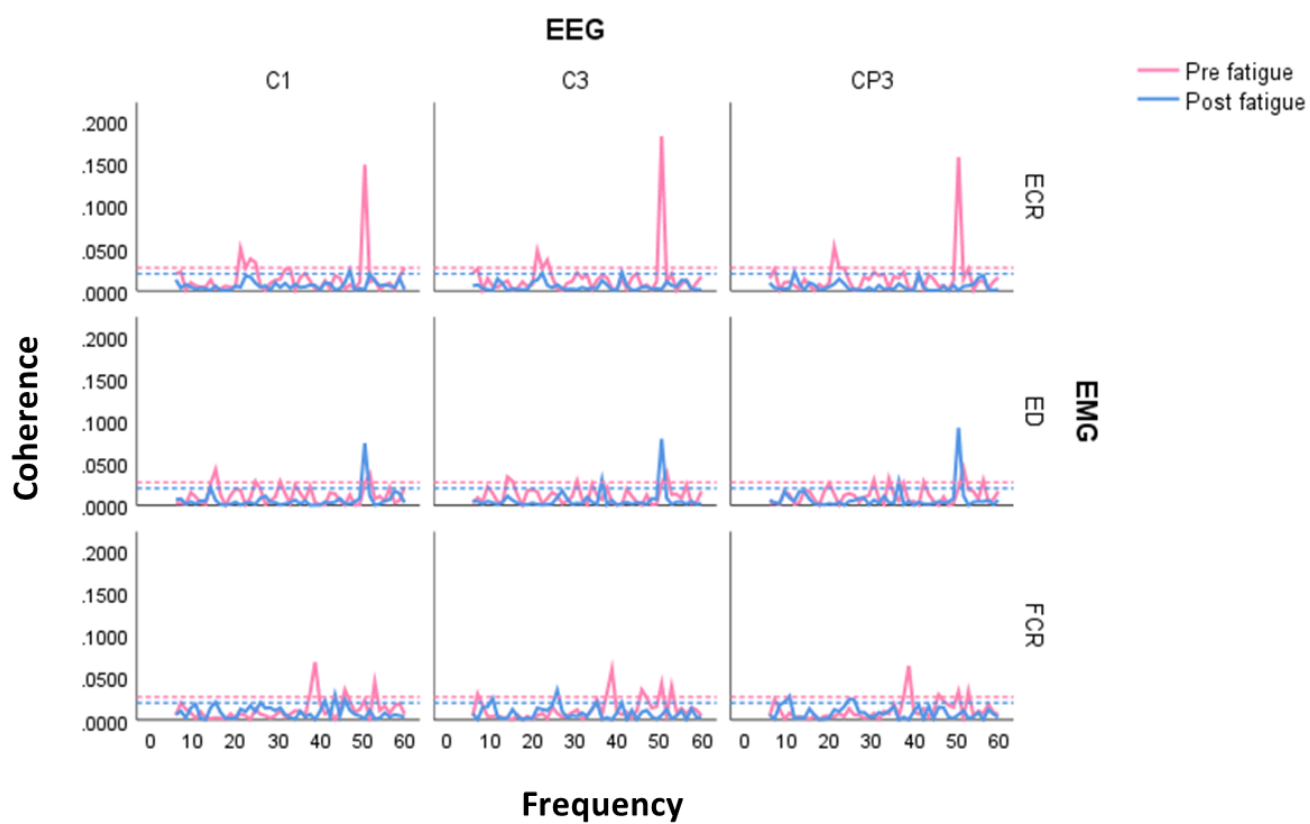 EEG
C1 C3 CP3
Pre fatigue
Post fatigue
.2000
.1500
.1000
.0500
.0000
ECR
.2000
.1500
.1000
.0500
.0000
ED
.2000
.1500
.1000
.0500
.0000
FCR
Coherence
EMG
0 10 20 30 40 50 60 0 10 20 30 40 50 60 0 10 20 30 40 50 60
Frequency